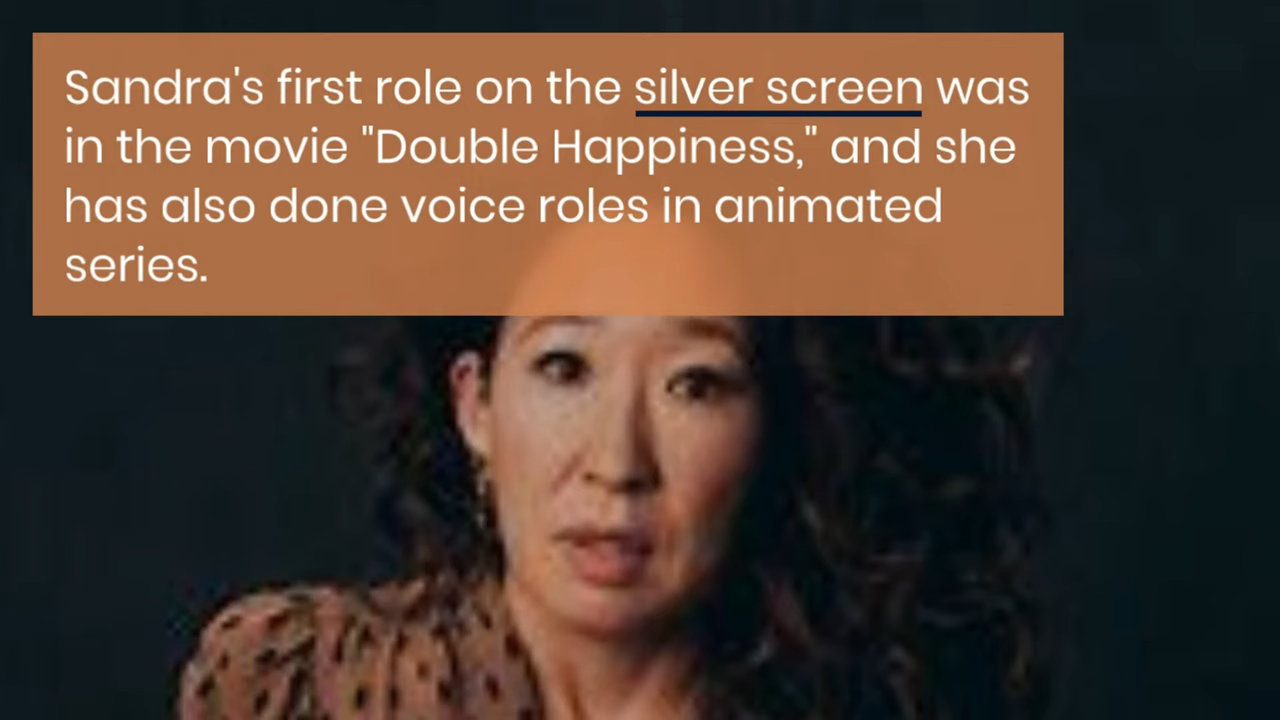 Sandra's first role on the silver screen was
in the movie "Double Happiness," and she
has also done voice roles in animated
series.